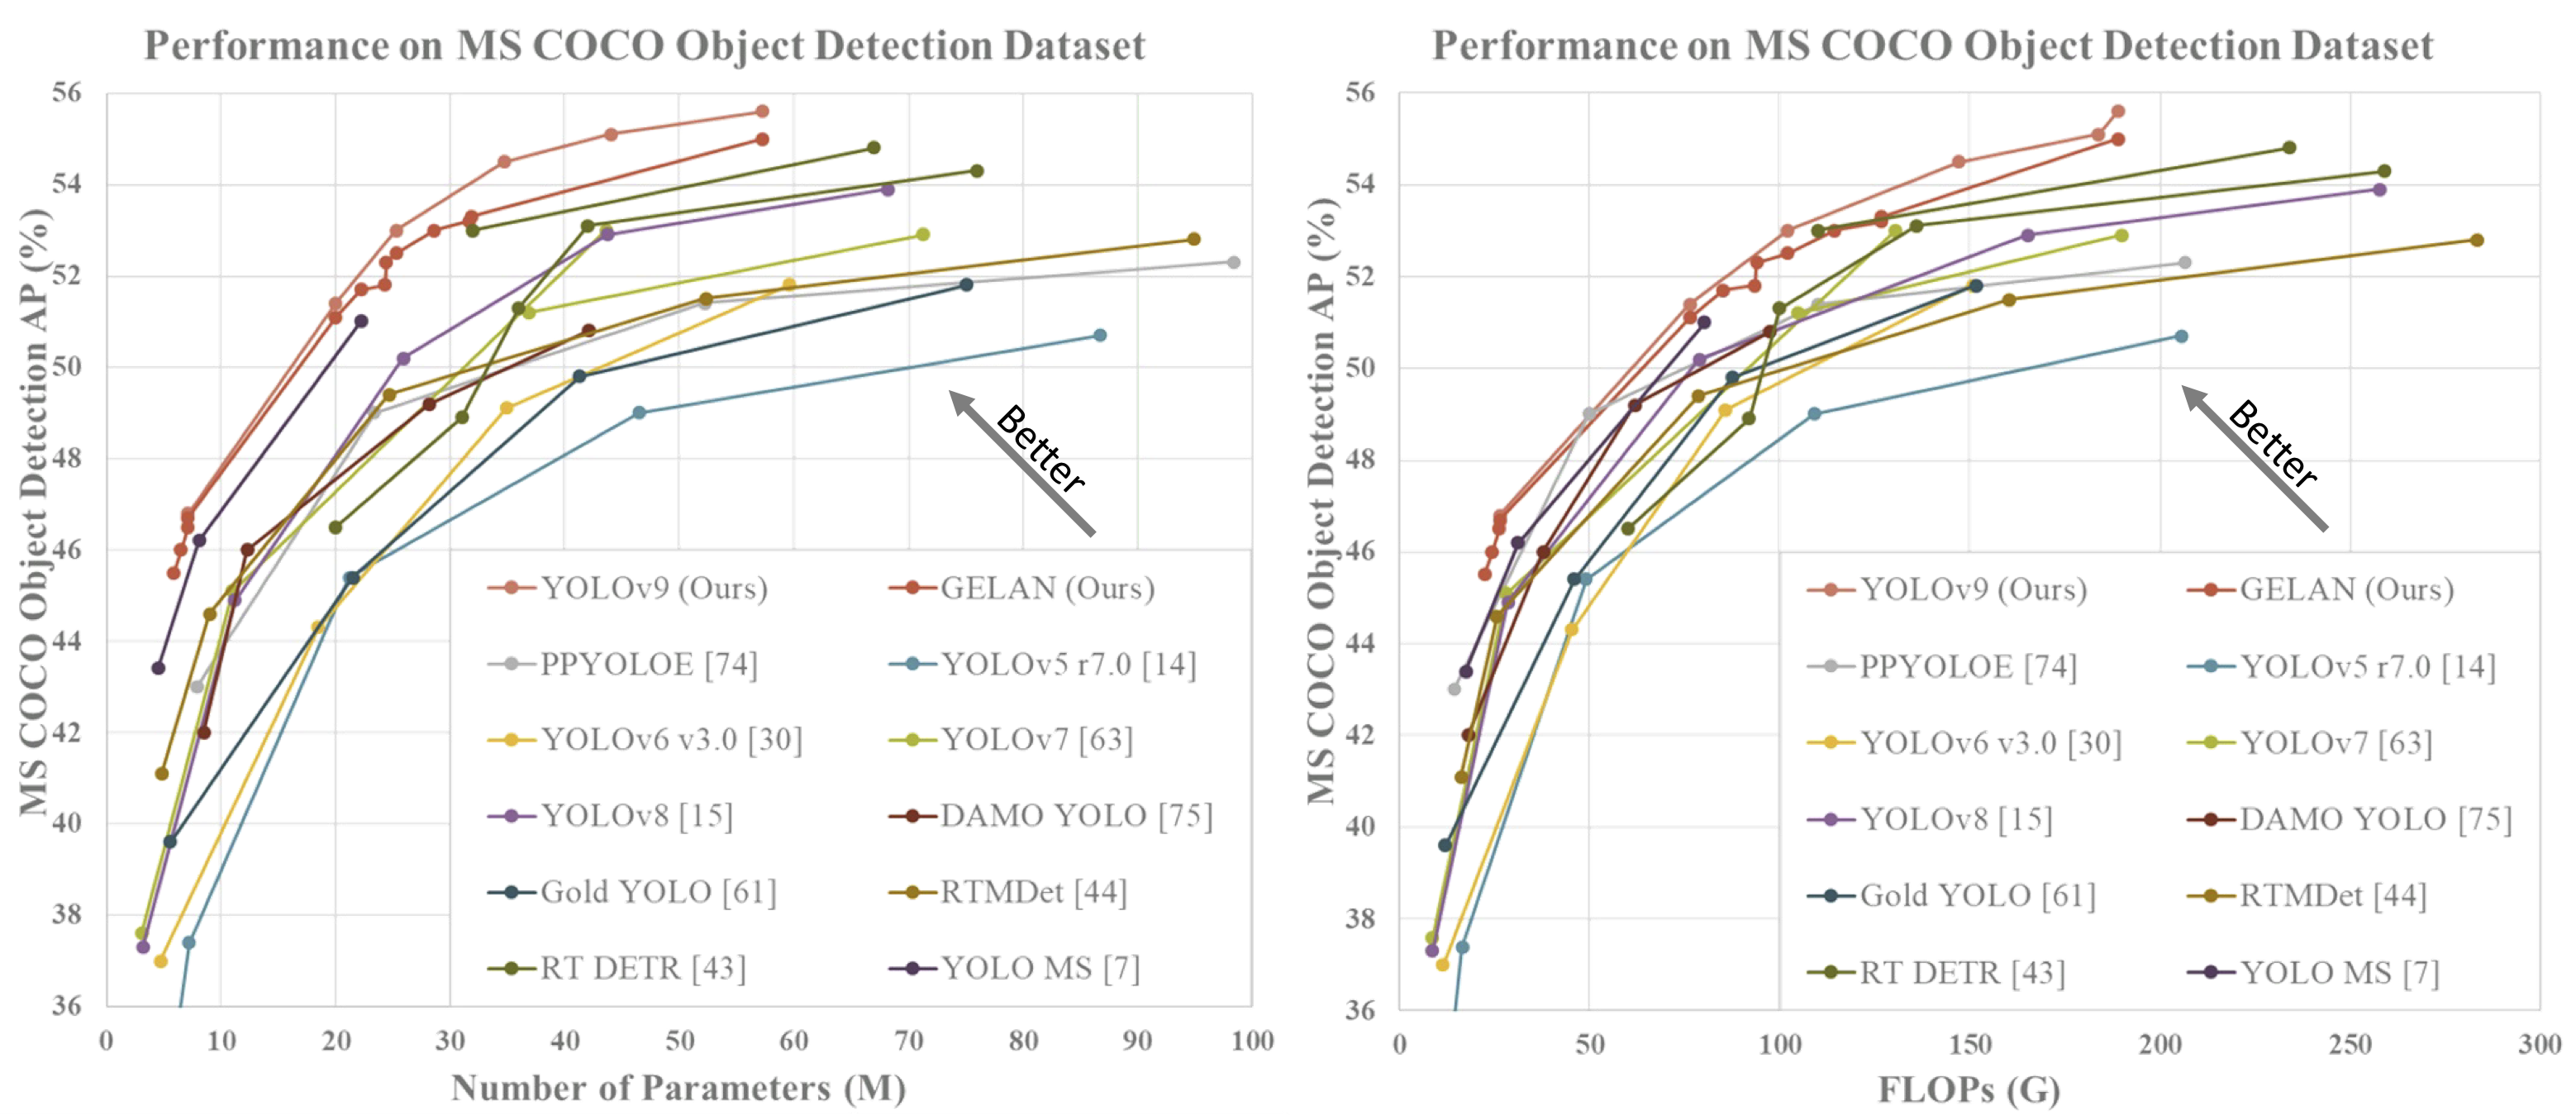 Performance on MS COCO Object Detection Dataset
MS COCO Object Detection AP (%)
56
54
52
50
48
46
44
42
40
38
36
Better
YOLOv9 (Ours) GELAN (Ours)
PPYOLOE [74] YOLOv5 r7.0 [14]
YOLOv6 v3.0 [30] YOLOv7 [63]
YOLOv8 [15] DAMO YOLO [75]
Gold YOLO [61] RTMDet [44]
RT DETR [43] YOLO MS [7]
0 10 20 30 40 50 60 70 80 90 100
Number of Parameters (M)
Performance on MS COCO Object Detection Dataset
MS COCO Object Detection AP (%)
56
54
52
50
48
46
44
42
40
38
36
Better
YOLOv9 (Ours) GELAN (Ours)
PPYOLOE [74] YOLOv5 r7.0 [14]
YOLOv6 v3.0 [30] YOLOv7 [63]
YOLOv8 [15] DAMO YOLO [75]
Gold YOLO [61] RTMDet [44]
RT DETR [43] YOLO MS [7]
0 50 100 150 200 250 300
FLOPs (G)